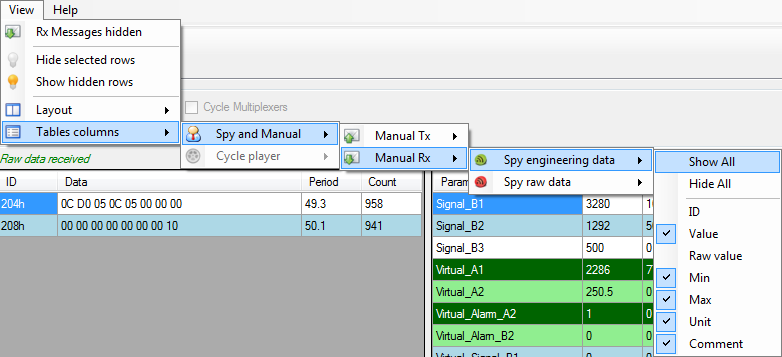 View Help
Rx Messages hidden
Hide selected rows
Show hidden rows
Layout
Tables columns
Cycle Multiplexers
Spy and Manual
Cycle player
Manual Tx
Manual Rx
Spy engineering data
Spy raw data
Show All
Hide All
ID
Value
Raw value
Min
Max
Unit
Comment
Raw data received
ID Data Period Count
204h 0C D0 05 0C 05 00 00 00 49.3 958
208h 00 00 00 00 00 00 00 10 50.1 941
Param
Signal_B1 3280 10
Signal_B2 1292 50
Signal_B3 500 0
Virtual_A1 2286 7
Virtual_A2 250.5 0
Virtual_Alarm_A2 1 0
Virtual_Alarm_B2 0 0
Virtual_Signal_B1 0 0